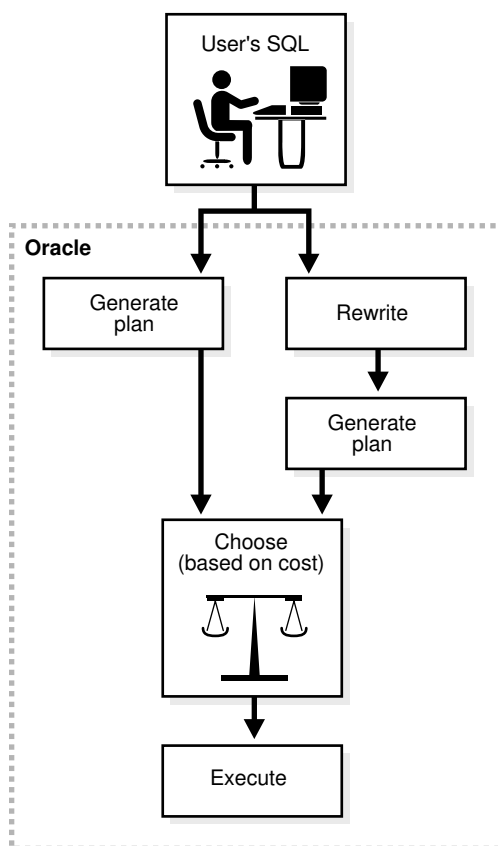 User's SQL
Oracle
Generate
plan
Rewrite
Generate
plan
Choose
(based on cost)
Execute